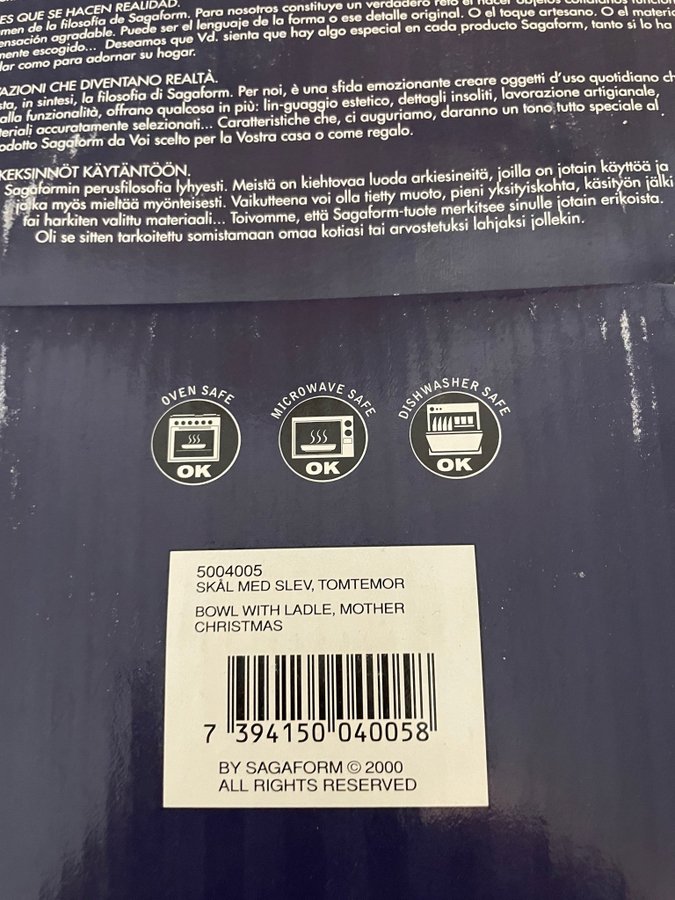 ES QUE SE HACEN REALIDAD.
men de la filosofía de Sagaform. Para nosotros constituye un verdadero reto el hacer objetos cotidianos
ensación agradable. Puede ser el lenguaje de la forma o ese detalle original. O el toque artesano. O el materia
mente escogido... Deseamos que Vd. sienta que hay algo especial en cada producto Sagaform, tanto si lo ha
lar como para adornar su hogar.
AZIONI CHE DIVENTANO REALTÀ.
sta, in sintesi, la filosofia di Sagaform. Per noi, è una sfida emozionante creare oggetti d'uso quotidiano ch
alla funzionalità, offrano qualcosa in più: lin-guaggio estetico, dettagli insoliti, lavorazione artigianale,
teriali accuratamente selezionati... Caratteristiche che, ci auguriamo, daranno un tono tutto speciale al
odotto Sagaform da Voi scelto per la Vostra casa o come regalo.
KEKSINNÖT KÄYTÄNTÖÖN.
Sagaformin perusfilosofia lyhyesti. Meistä on kiehtovaa luoda arkiesineitä, joilla on jotain käyttöä ja
jotka myös mieltää myönteisesti. Vaikutteena voi olla tietty muoto, pieni yksityiskohta, käsityön jälki
tai harkiten valittu materiaali... Toivomme, että Sagaform-tuote merkitsee sinulle jotain erikoista.
Oli se sitten tarkoitettu somistamaan omaa kotiasi tai arvostetuksi lahjaksi jollekin.
OVEN SAFE
OK
MICROWAVE SAFE
OK
DISHWASHER SAFE
OK
5004005
SKÅL MED SLEV, TOMTEMOR
BOWL WITH LADLE, MOTHER
CHRISTMAS
7 394150 040058
BY SAGAFORM © 2000
ALL RIGHTS RESERVED